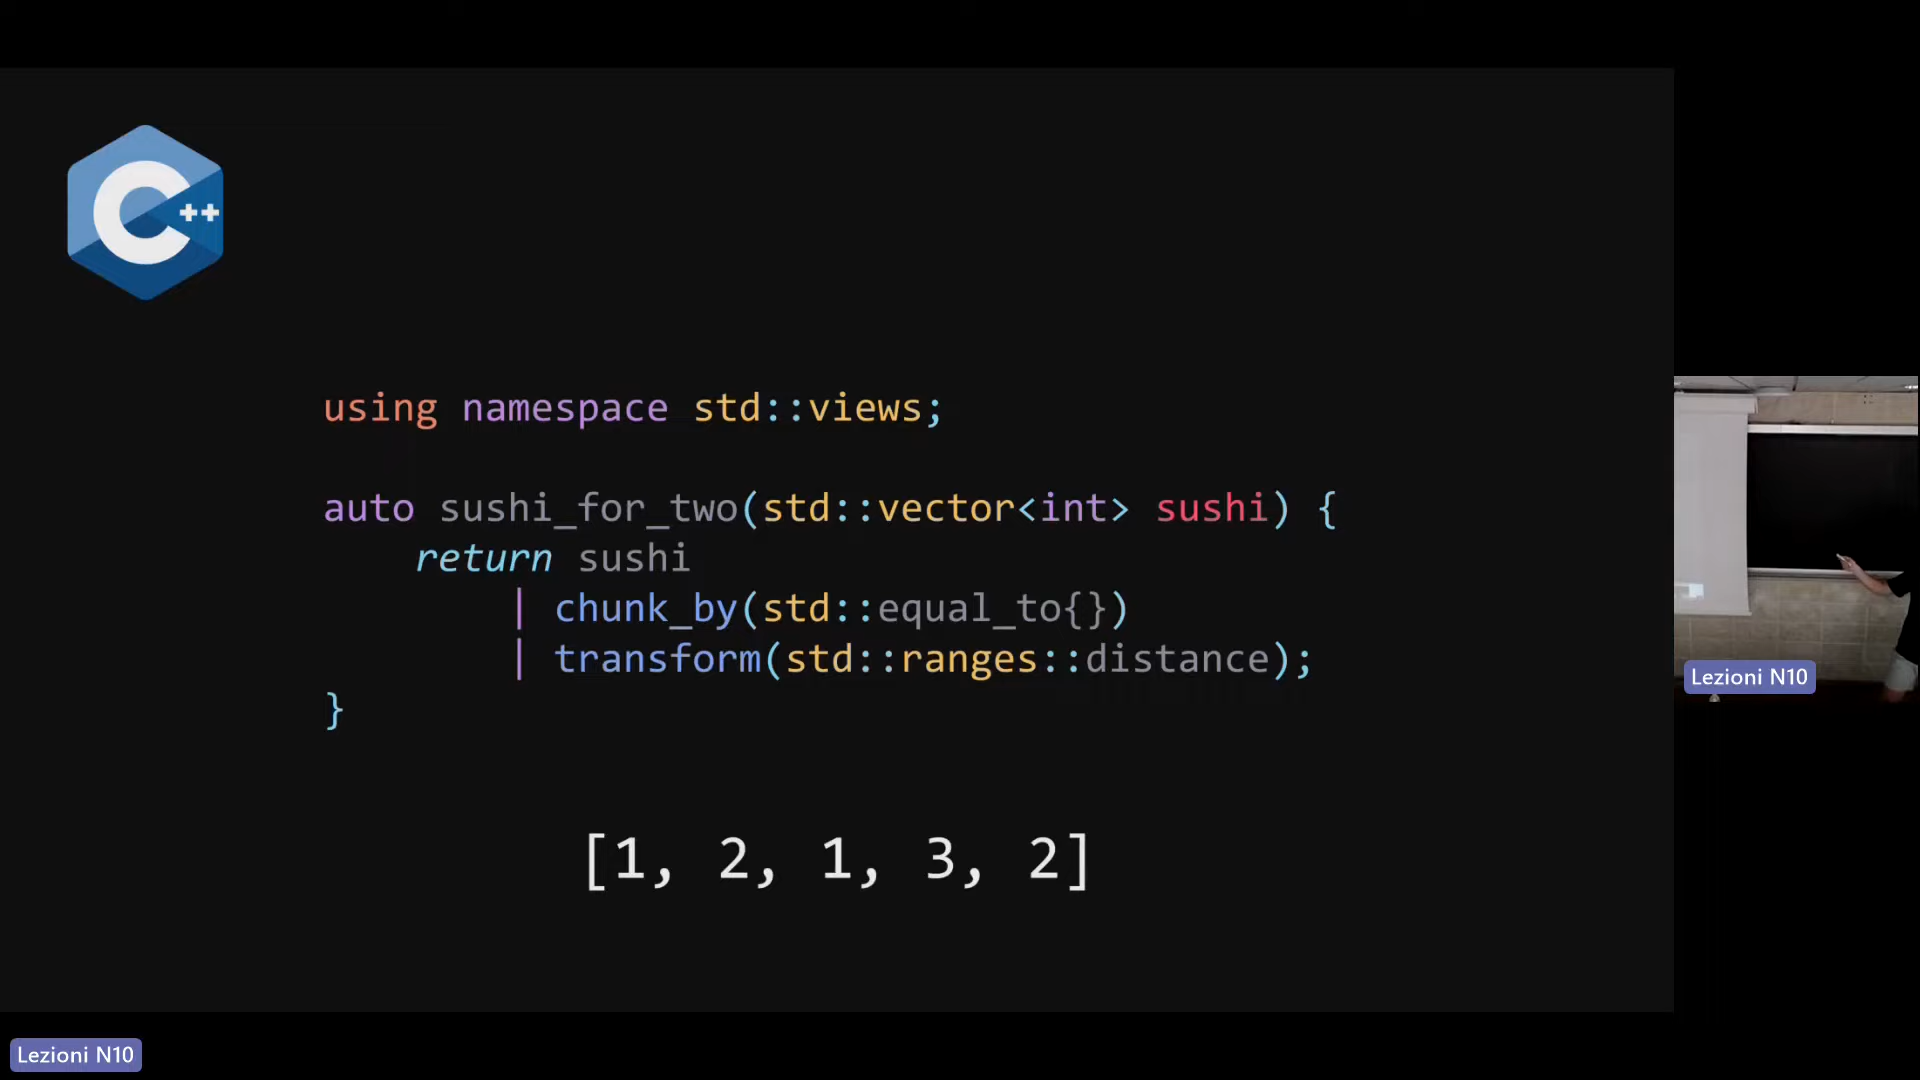 C++
using namespace std::views;
auto sushi_for_two(std::vector<int> sushi) {
return sushi
| chunk_by(std::equal_to{})
| transform(std::ranges::distance);
}
[1, 2, 1, 3, 2]
Lezioni N10
Lezioni N10